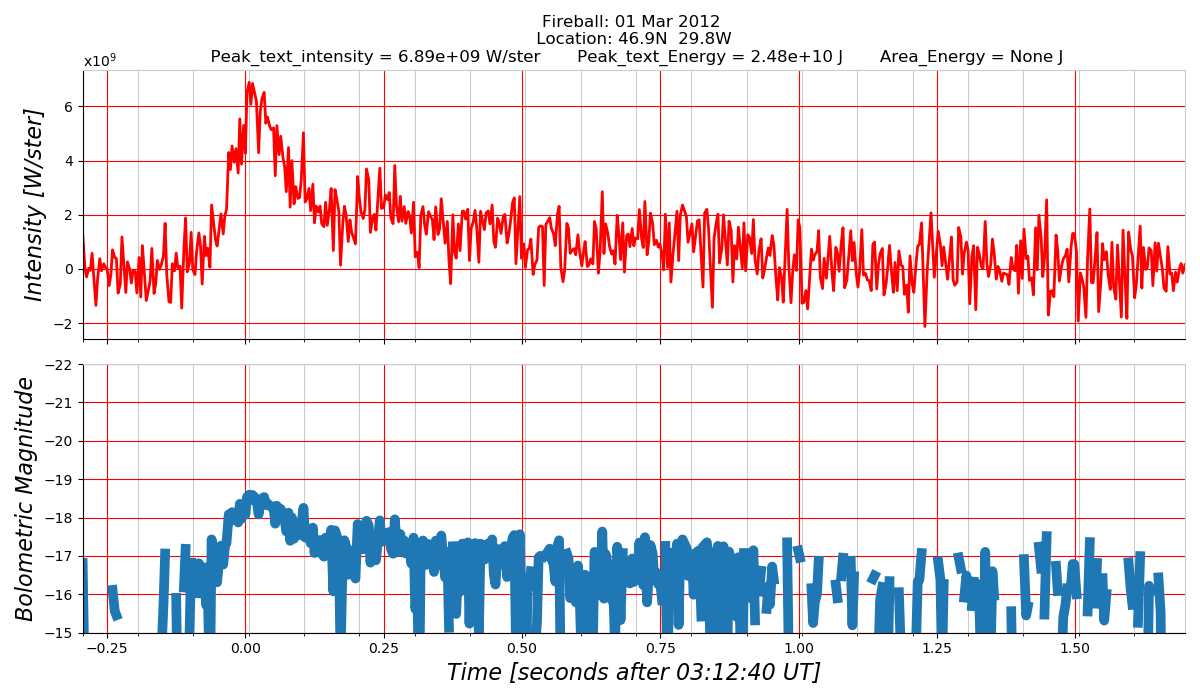 Fireball: 01 Mar 2012
Location: 46.9N  29.8W
Peak_text_intensity = 6.89e+09 W/ster       Peak_text_Energy = 2.48e+10 J       Area_Energy = None J
x10⁹
6
4
2
0
−2
Intensity [W/ster]
−22
−21
−20
−19
−18
−17
−16
−15
Bolometric Magnitude
−0.25 0.00 0.25 0.50 0.75 1.00 1.25 1.50
Time [seconds after 03:12:40 UT]